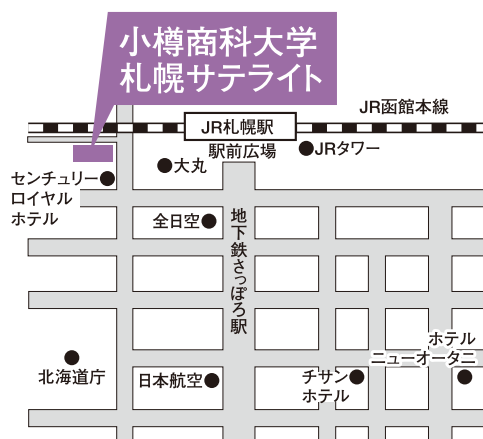 小樽商科大学
札幌サテライト
JR函館本線
JR札幌駅
駅前広場
JRタワー
大丸
センチュリー
ロイヤル
ホテル
全日空
地下鉄さっぽろ駅
ホテル
ニューオータニ
北海道庁
日本航空
チサン
ホテル